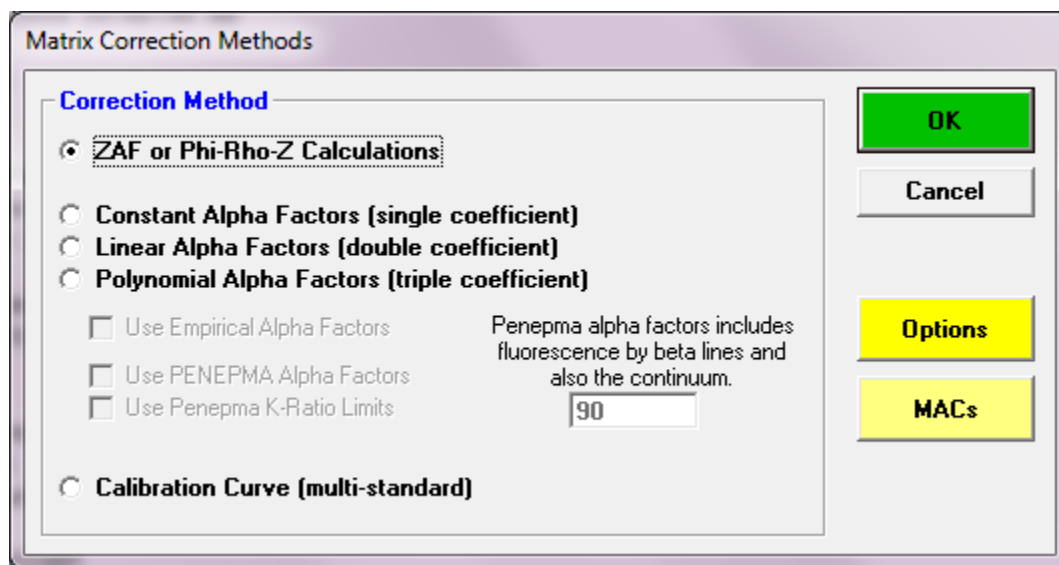 Matrix Correction Methods
Correction Method
ZAF or Phi-Rho-Z Calculations
Constant Alpha Factors (single coefficient)
Linear Alpha Factors (double coefficient)
Polynomial Alpha Factors (triple coefficient)
Use Empirical Alpha Factors
Use PENEPMA Alpha Factors
Use Penepma K-Ratio Limits
Penepma alpha factors includes
fluorescence by beta lines and
also the continuum.
90
Calibration Curve (multi-standard)
OK
Cancel
Options
MACs